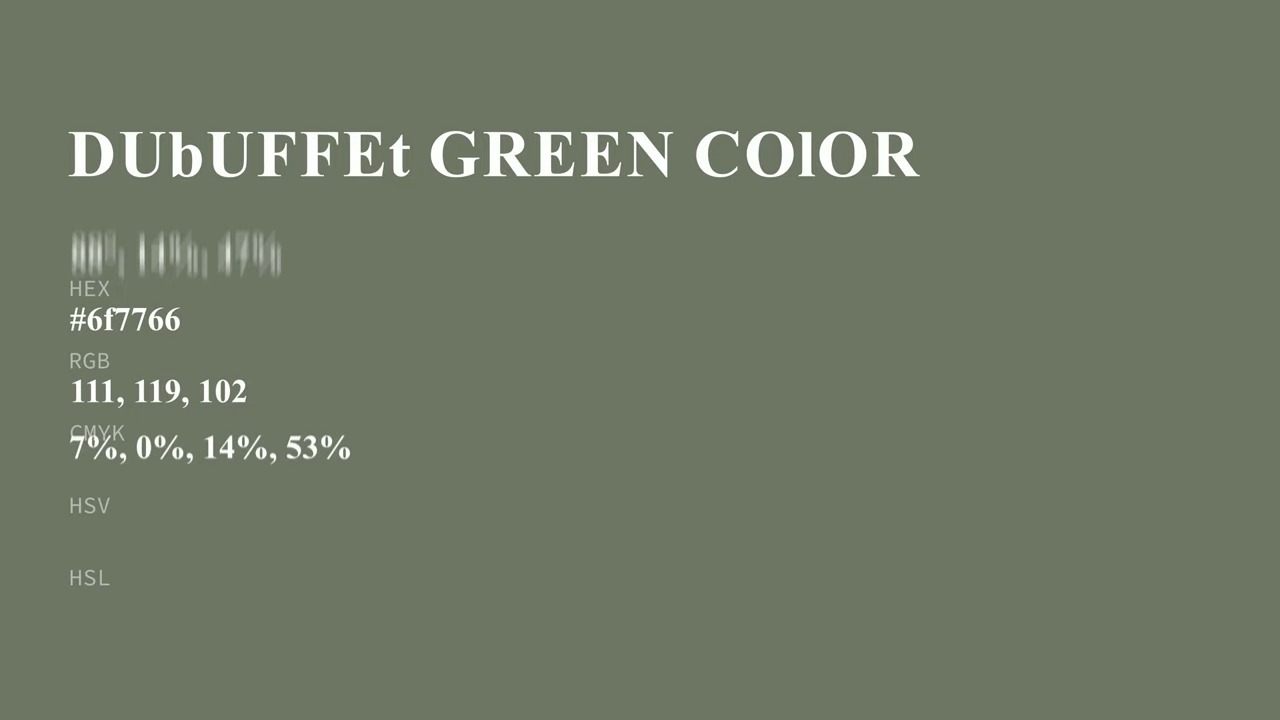 DUbUFFEt GREEN COlOR
HEX
#6f7766
RGB
111, 119, 102
CMYK
7%, 0%, 14%, 53%
HSV
HSL